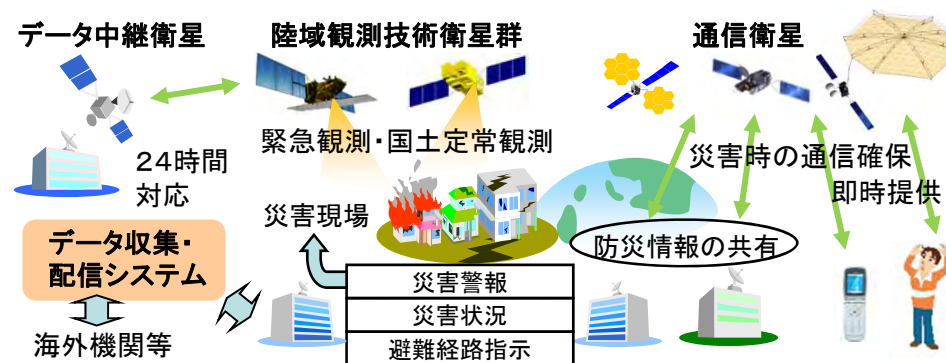 データ中継衛星
陸域観測技術衛星群
通信衛星
緊急観測・国土定常観測
24時間
対応
災害時の通信確保
即時提供
災害現場
防災情報の共有
データ収集・
配信システム
災害警報
災害状況
避難経路指示
海外機関等